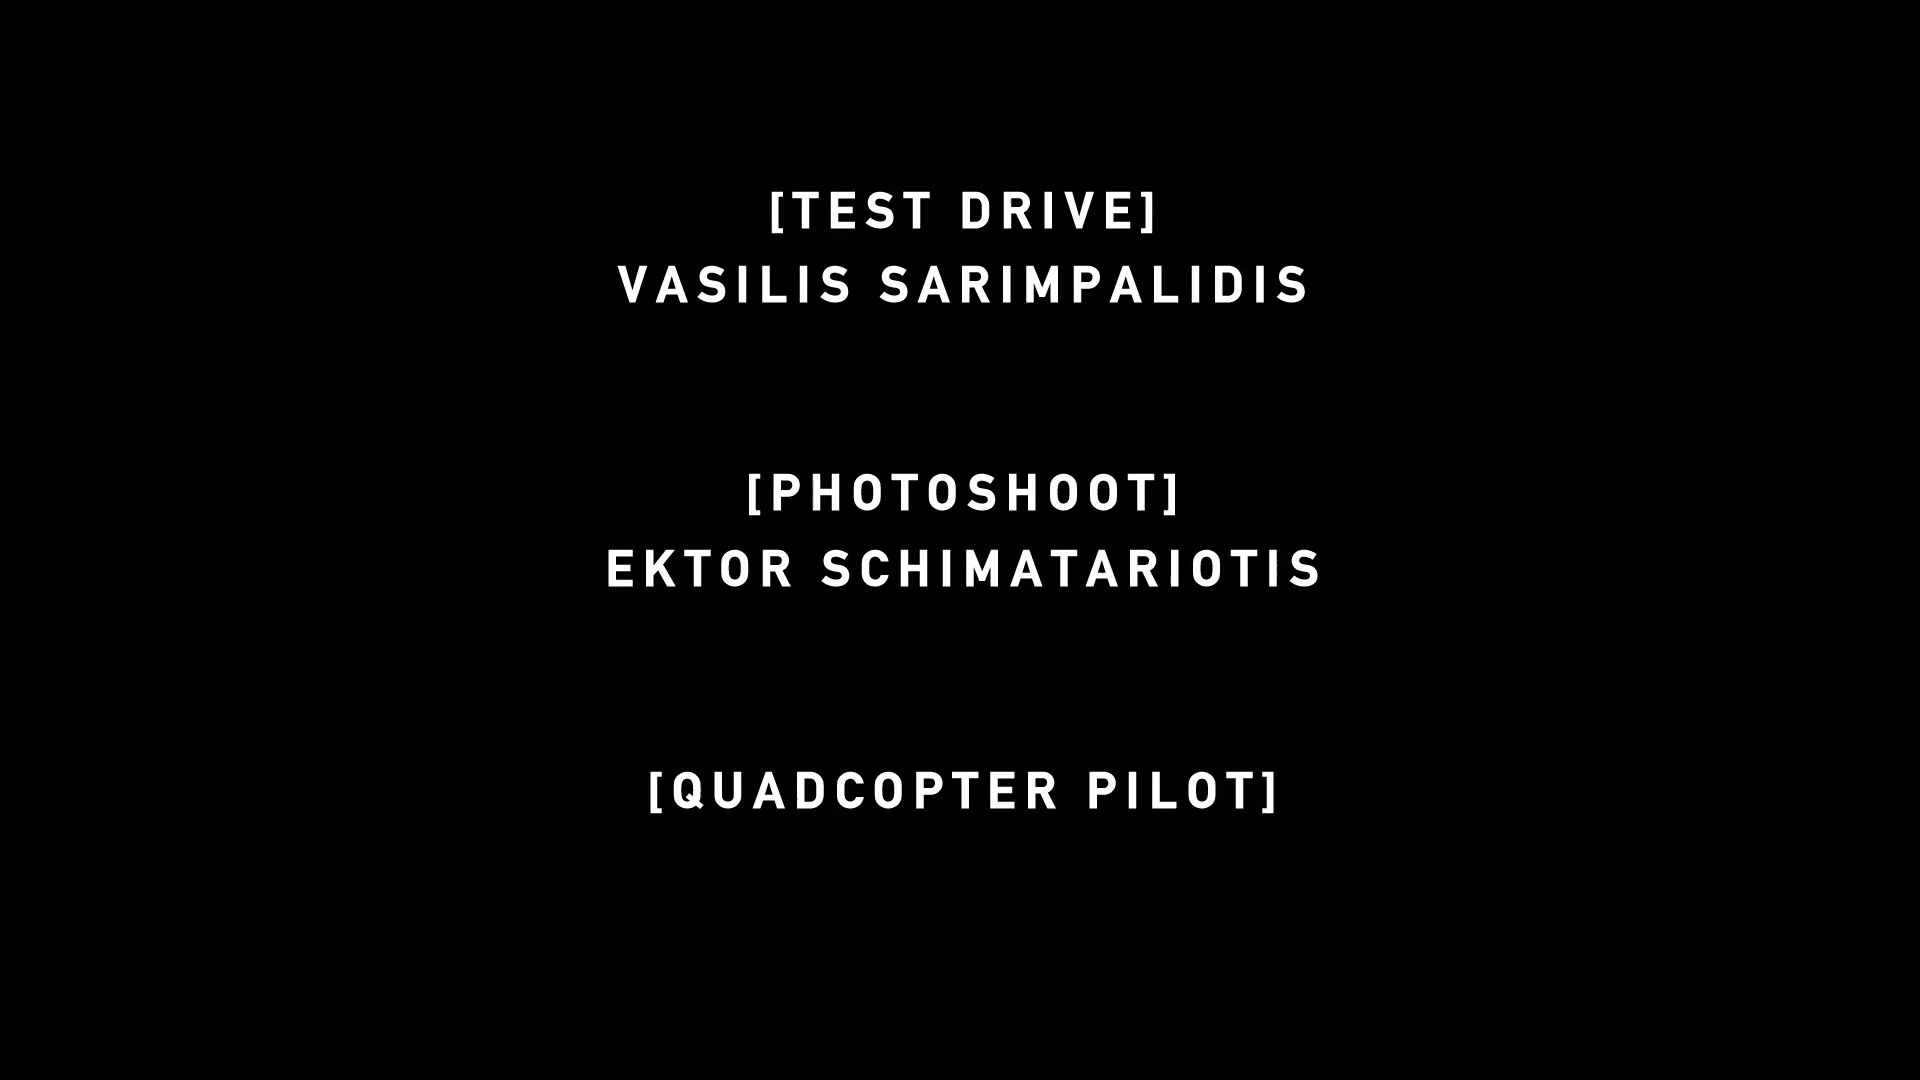 [TEST DRIVE]
VASILIS SARIMPALIDIS
[PHOTOSHOOT]
EKTOR SCHIMATARIOTIS
[QUADCOPTER PILOT]